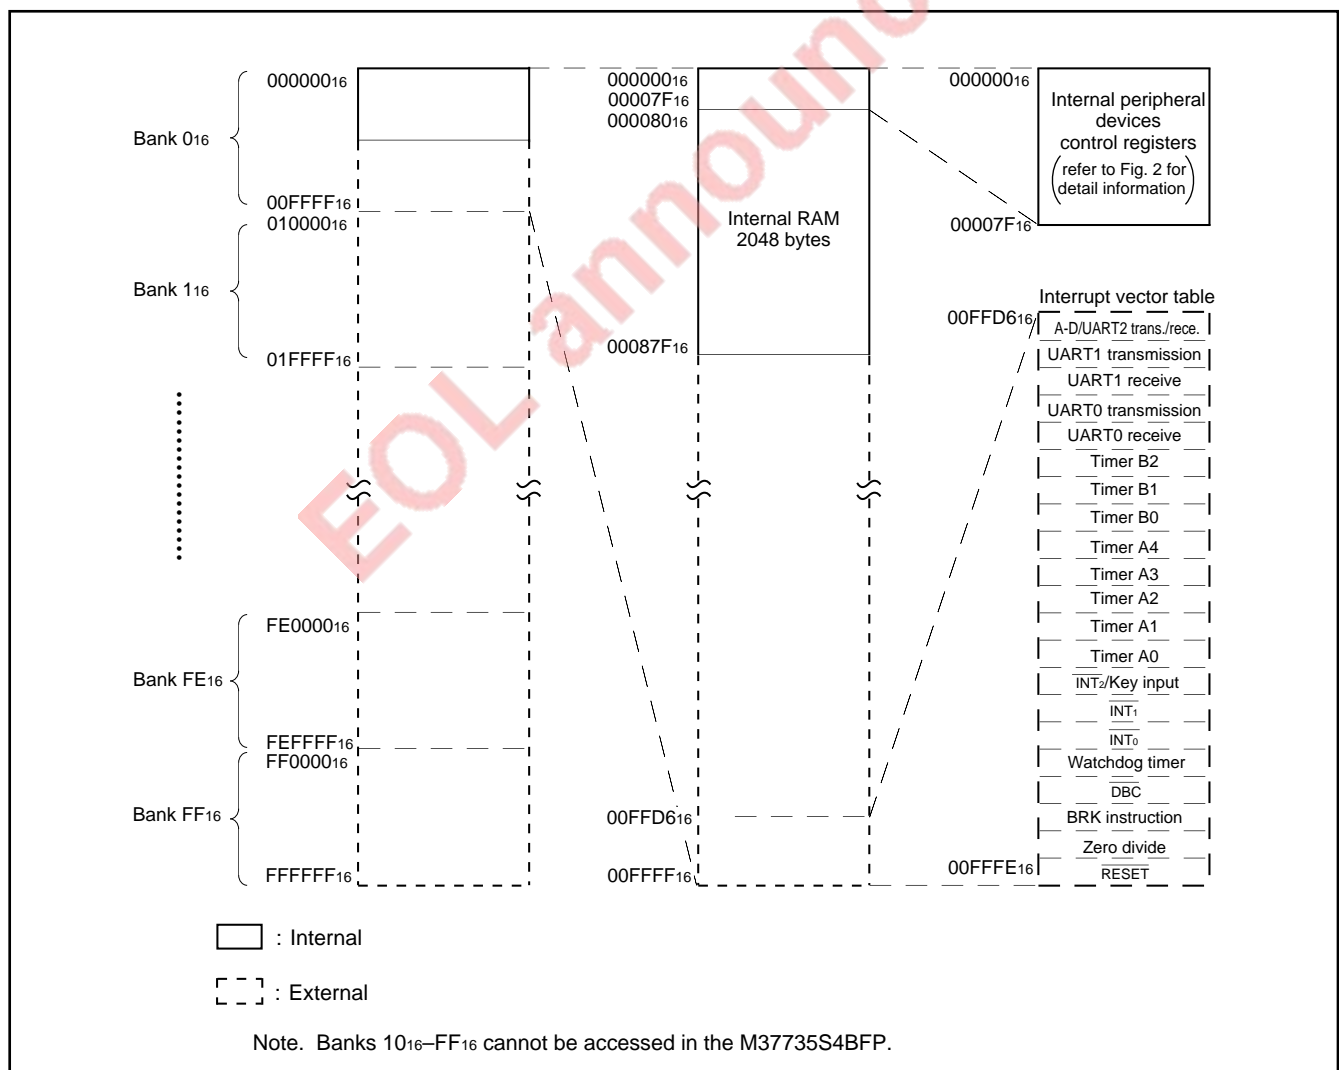 EOL announc
Bank 016
00000016
00FFFF16
Bank 116
01000016
01FFFF16
Bank FE16
FE000016
FEFFFF16
Bank FF16
FF000016
FFFFFF16
00000016
00007F16
00008016
Internal RAM
2048 bytes
00087F16
00FFD616
00FFFF16
00000016
Internal peripheral
devices
control registers
(refer to Fig. 2 for
detail information)
00007F16
Interrupt vector table
00FFD616
A-D/UART2 trans./rece.
UART1 transmission
UART1 receive
UART0 transmission
UART0 receive
Timer B2
Timer B1
Timer B0
Timer A4
Timer A3
Timer A2
Timer A1
Timer A0
INT2/Key input
INT1
INT0
Watchdog timer
DBC
BRK instruction
Zero divide
00FFFE16
RESET
: Internal
: External
Note. Banks 1016–FF16 cannot be accessed in the M37735S4BFP.